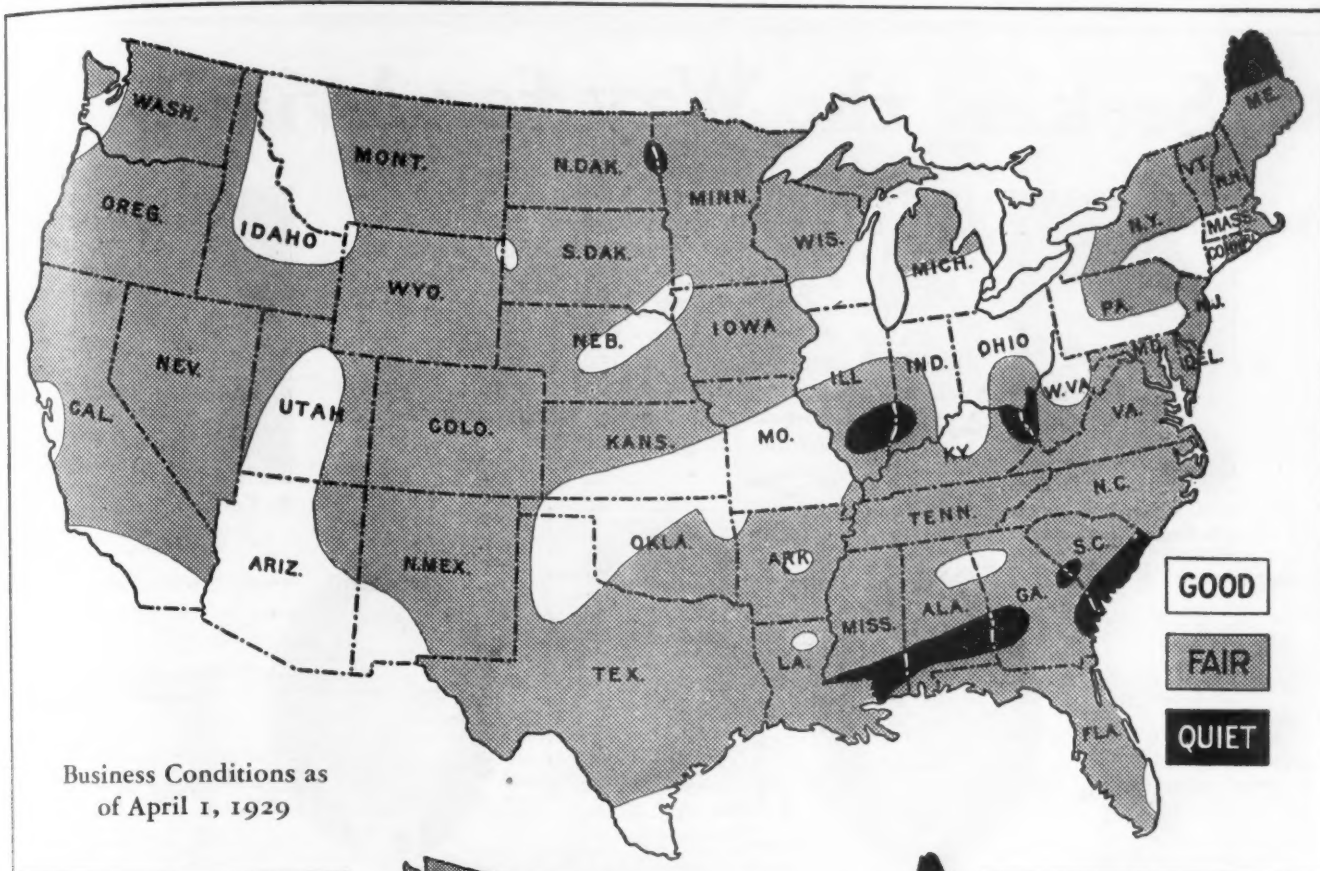 WASH.
MONT.
N.DAK.
MINN.
ME.
VT.
N.H.
OREG.
IDAHO
S.DAK.
WIS.
MICH.
N.Y.
MASS.
CONN.
WYO.
NEB.
IOWA
PA.
N.J.
NEV.
UTAH
COLO.
KANS.
MO.
ILL
IND.
OHIO
W.VA.
MD.
DEL.
CAL.
VA.
KY.
ARIZ.
N.MEX.
OKLA.
ARK
TENN.
N.C.
S.C.
TEX.
LA.
MISS.
ALA.
GA.
FLA.
GOOD
FAIR
QUIET
Business Conditions as
of April 1, 1929